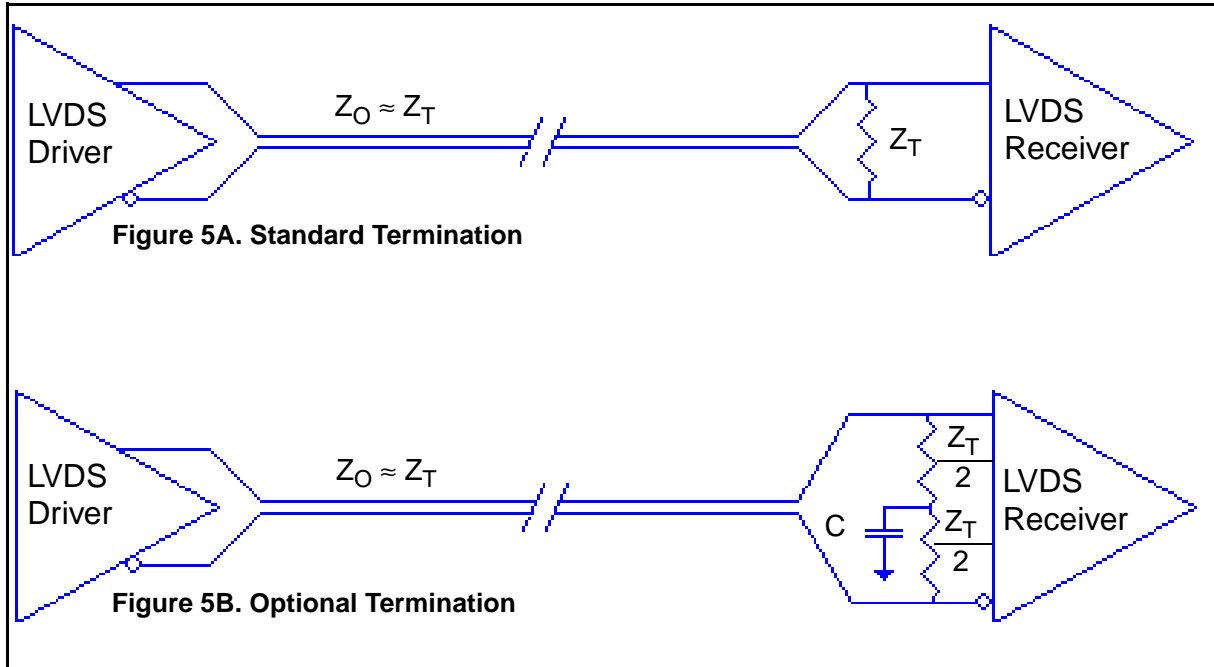 LVDS
Driver
Z_O ≈ Z_T
Z_T
LVDS
Receiver
Figure 5A. Standard Termination
LVDS
Driver
Z_O ≈ Z_T
C
Z_T
2
Z_T
2
LVDS
Receiver
Figure 5B. Optional Termination